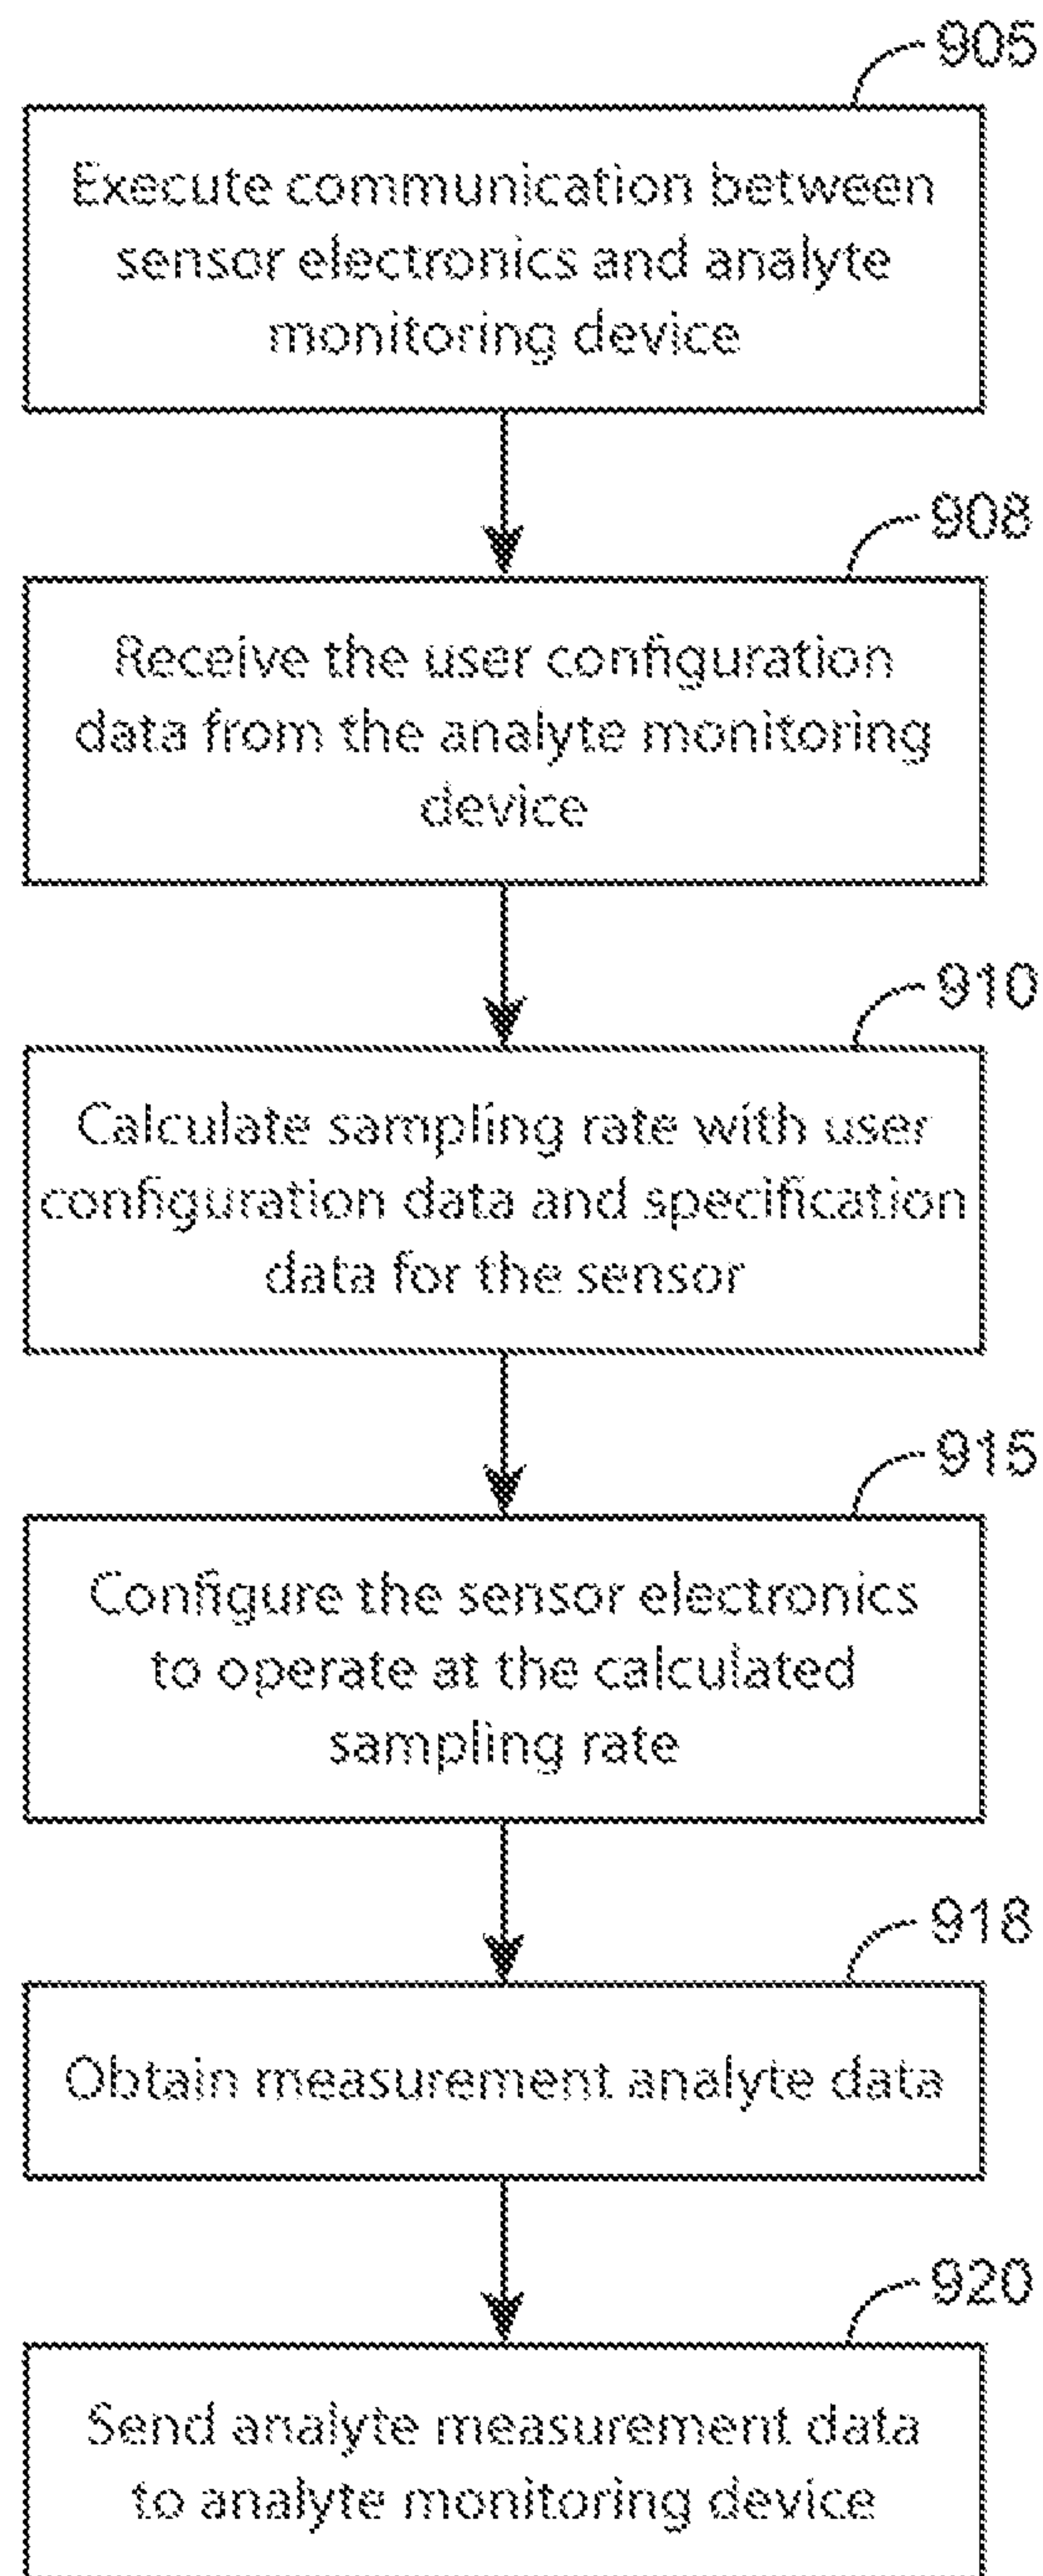 905
Execute communication between
sensor electronics and analyte
monitoring device
908
Receive the user configuration
data from the analyte monitoring
device
910
Calculate sampling rate with user
configuration data and specification
data for the sensor
915
Configure the sensor electronics
to operate at the calculated
sampling rate
918
Obtain measurement analyte data
920
Send analyte measurement data
to analyte monitoring device